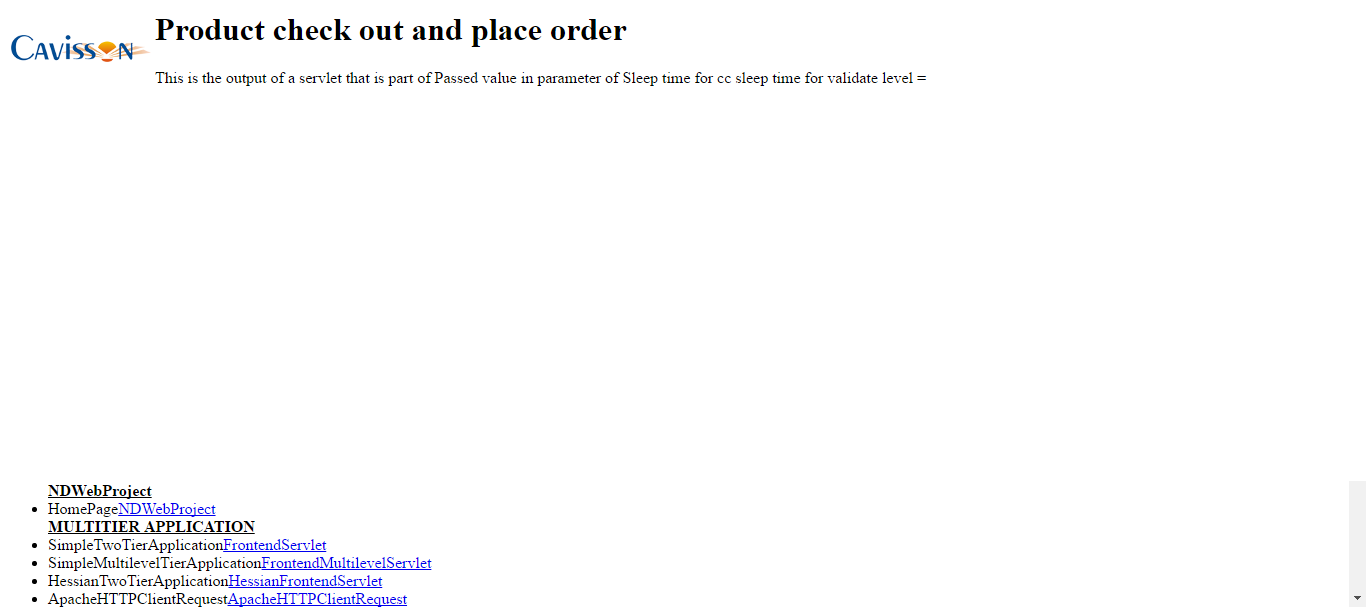 CAVISSON
Product check out and place order
This is the output of a servlet that is part of Passed value in parameter of Sleep time for cc sleep time for validate level =
NDWebProject
HomePageNDWebProject
MULTITIER APPLICATION
SimpleTwoTierApplicationFrontendServlet
SimpleMultilevelTierApplicationFrontendMultilevelServlet
HessianTwoTierApplicationHessianFrontendServlet
ApacheHTTPClientRequestApacheHTTPClientRequest